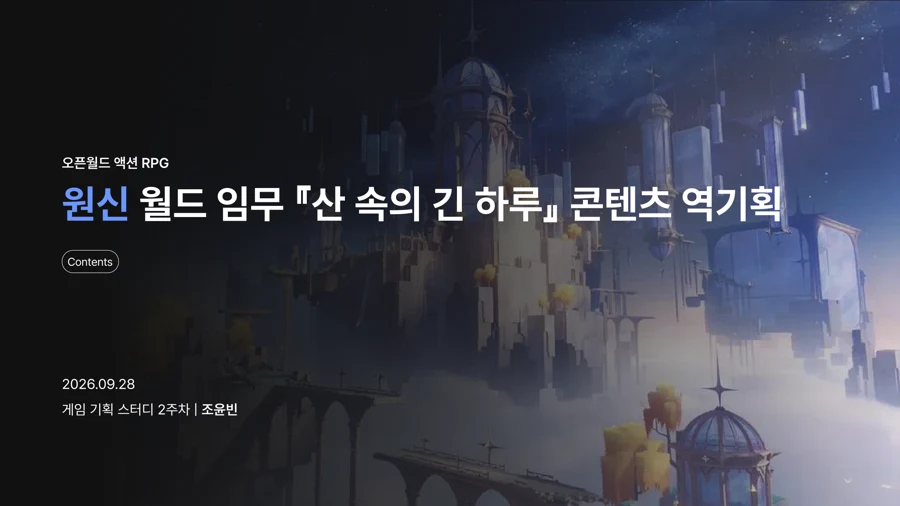 오픈월드 액션 RPG
원신 월드 임무 『산 속의 긴 하루』 콘텐츠 역기획
Contents
2026.09.28
게임 기획 스터디 2주차 | 조윤빈